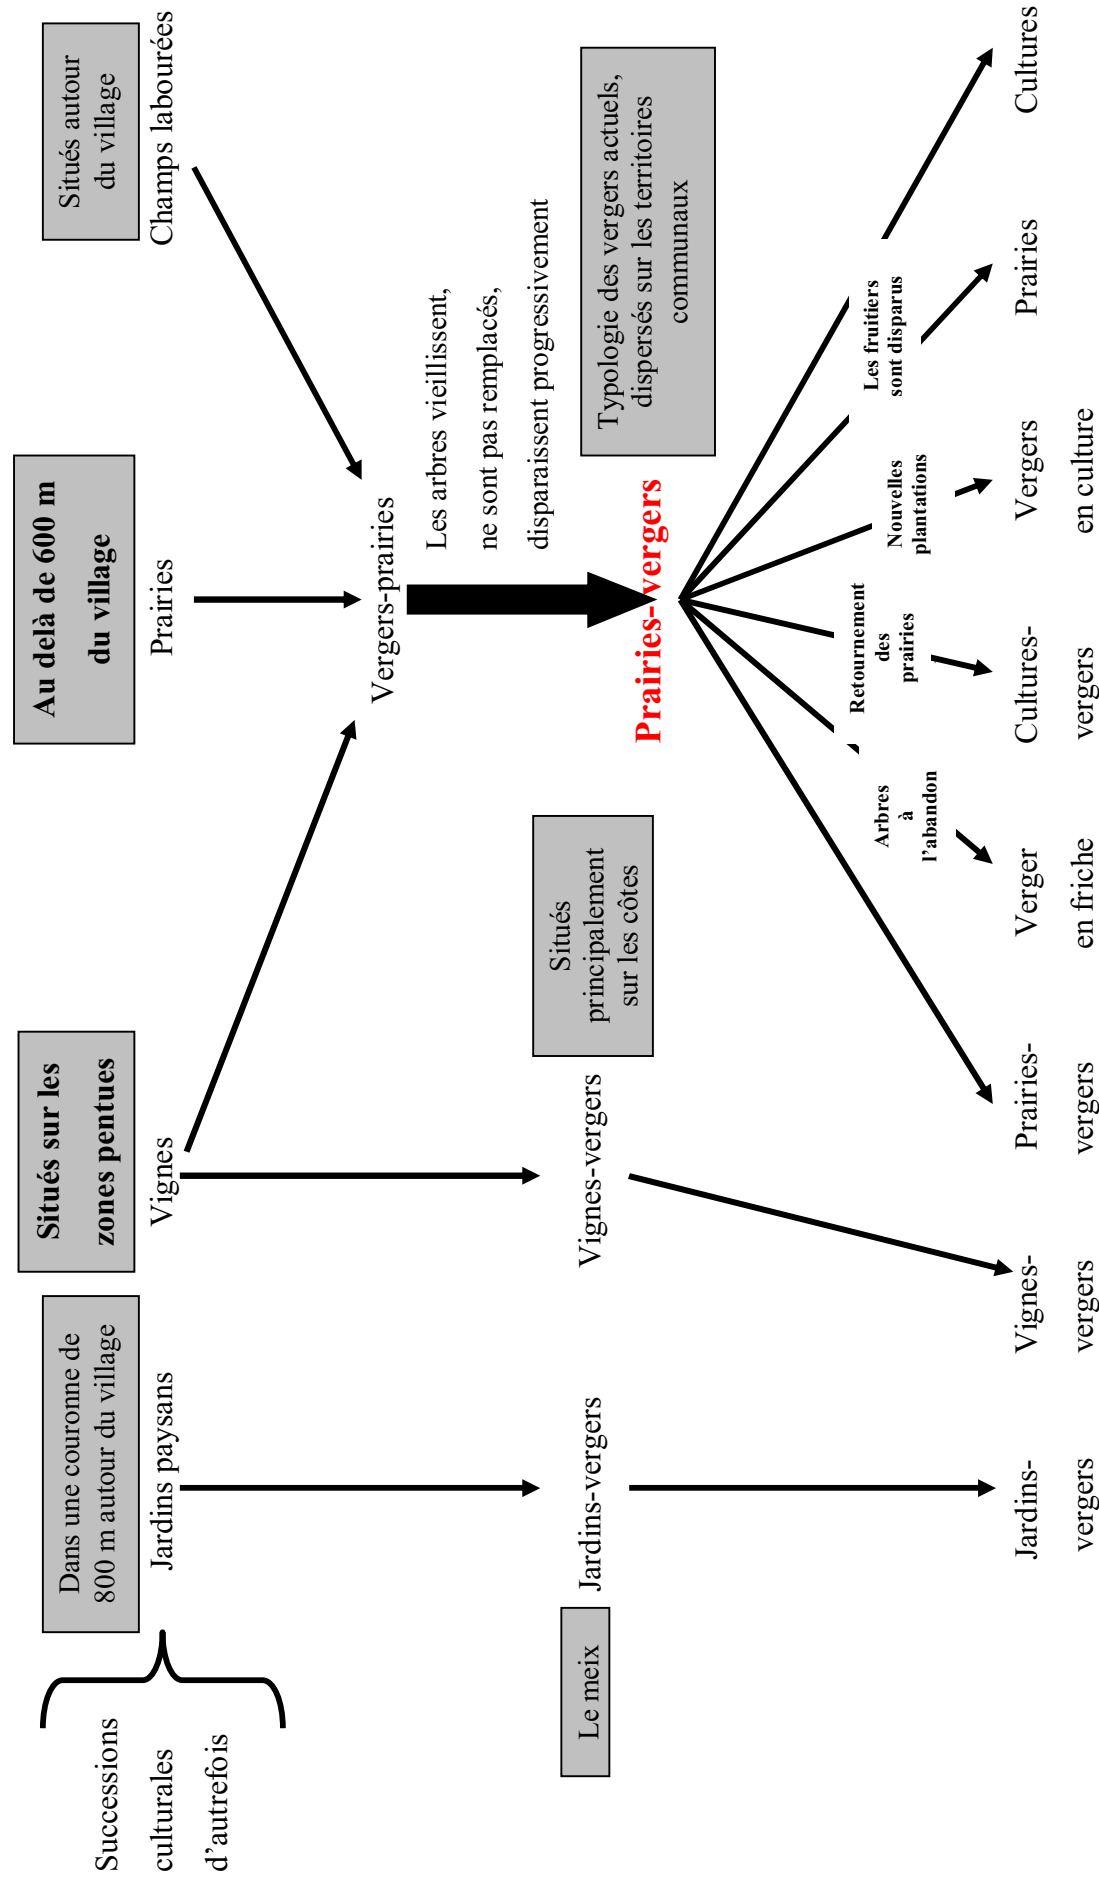 Successions
culturales
d’autrefois
Dans une couronne de
800 m autour du village
Jardins paysans
Situés sur les
zones pentues
Vignes
Au delà de 600 m
du village
Prairies
Situés autour
du village
Champs labourées
Vergers-prairies
Les arbres vieillissent,
ne sont pas remplacés,
disparaissent progressivement
Le meix
Jardins-vergers
Vignes-vergers
Situés
principalement
sur les côtes
Prairies-vergers
Typologie des vergers actuels,
dispersés sur les territoires
communaux
Arbres
à
l’abandon
Retournement
des
prairies
Nouvelles
plantations
Les fruitiers
sont disparus
Jardins-
vergers
Vignes-
vergers
Prairies-
vergers
Verger
en friche
Cultures-
vergers
Vergers
en culture
Prairies
Cultures